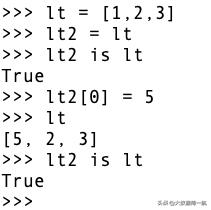 >>> lt = [1,2,3]
>>> lt2 = lt
>>> lt2 is lt
True
>>> lt2[0] = 5
>>> lt
[5, 2, 3]
>>> lt2 is lt
True
>>>